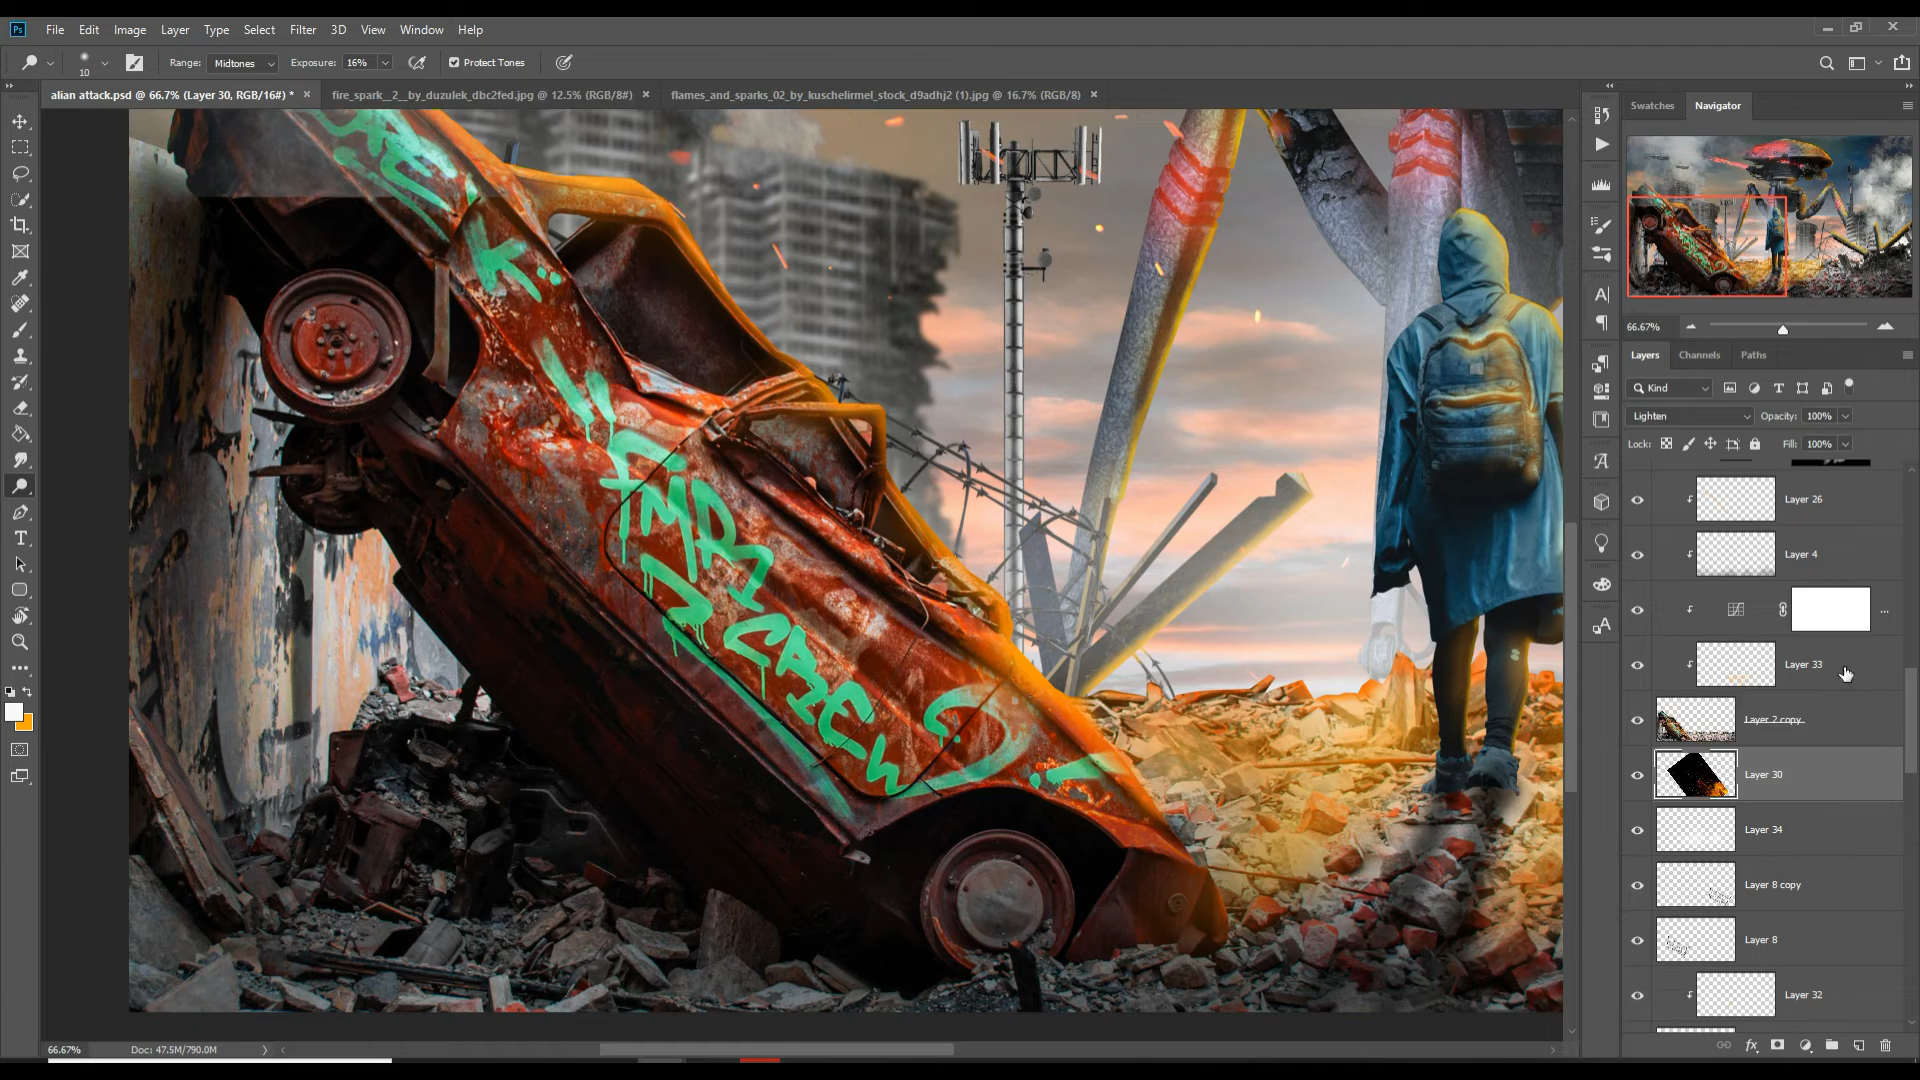 Ps File Edit Image Layer Type Select Filter 3D View Window Help
10 Range: Midtones Exposure: 16% Protect Tones
alian attack.psd @ 66.7% (Layer 30, RGB/16#) * × fire_spark__2__by_duzulek_dbc2fed.jpg @ 12.5% (RGB/8#) × flames_and_sparks_02_by_kuschelirmel_stock_d9adhj2 (1).jpg @ 16.7% (RGB/8) ×
Swatches Navigator
66.67%
Layers Channels Paths
Kind
Lighten Opacity: 100%
Lock: Fill: 100%
Layer 26
Layer 4
Layer 33
Layer 2 copy
Layer 30
Layer 34
Layer 8 copy
Layer 8
Layer 32
CREW
66.67% Doc: 47.5M/790.0M